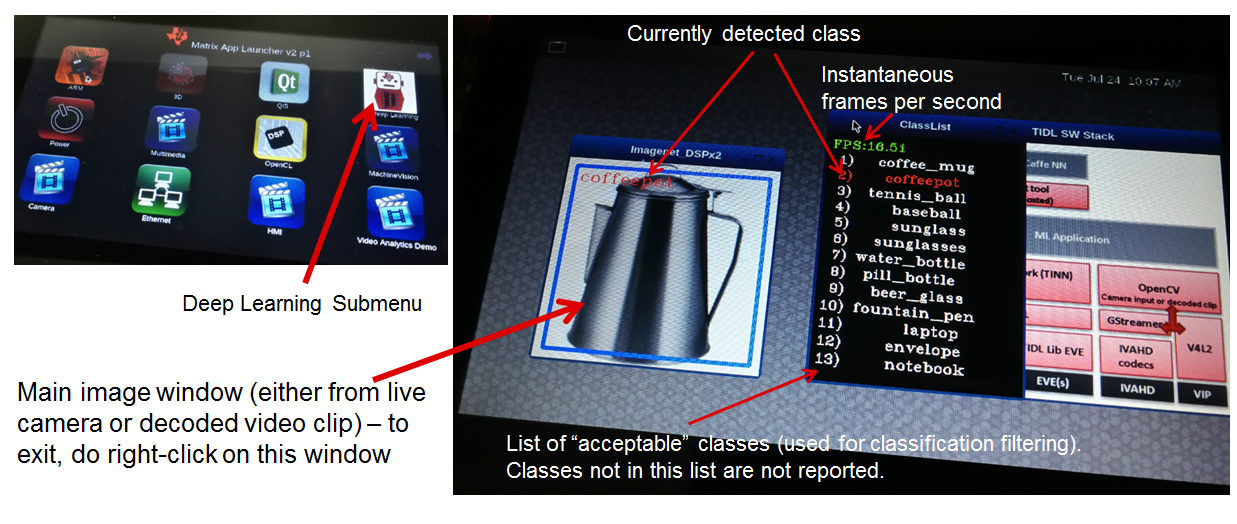 Matrix App Launcher v2 p1
ARM
3D
Qt
Qt5
Deep Learning
Power
Multimedia
DSP
OpenCL
MachineVision
Camera
Ethernet
HMI
Video Analytics Demo
Deep Learning Submenu
Main image window (either from live
camera or decoded video clip) – to
exit, do right-click on this window
Currently detected class
Instantaneous
frames per second
Tue Jul 24 10:07 AM
Imagenet_DSPx2
coffeepot
ClassList
FPS:16.51
1) coffee_mug
2) coffeepot
3) tennis_ball
4) baseball
5) sunglass
6) sunglasses
7) water_bottle
8) pill_bottle
9) beer_glass
10) fountain_pen
11) laptop
12) envelope
13) notebook
TIDL SW Stack
Caffe NN
tool
osted)
ML Application
rk (TINN)
OpenCV
Camera input or decoded clip
GStreamer
V4L2
TIDL Lib EVE
IVAHD
codecs
EVE(s)
IVAHD
VIP
List of “acceptable” classes (used for classification filtering).
Classes not in this list are not reported.